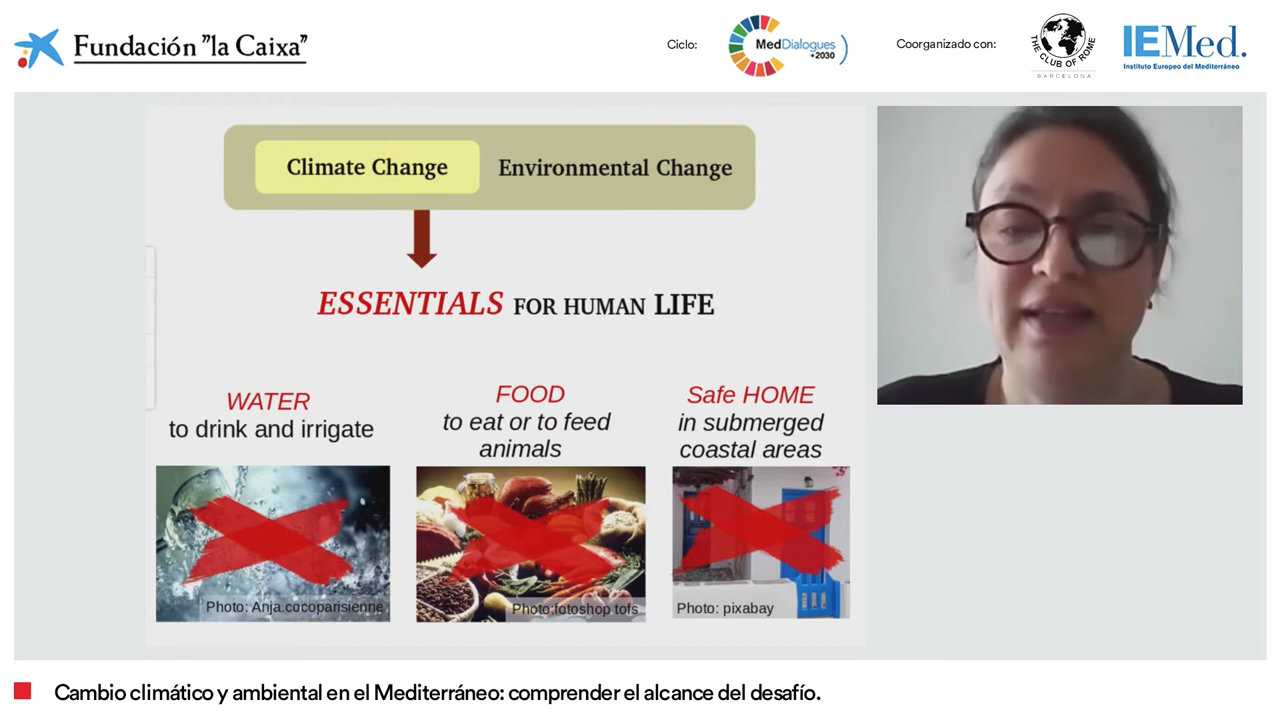 Fundación "la Caixa"
Ciclo:
MedDialogues
+2030
Coorganizado con:
THE CLUB OF ROME
BARCELONA
IEMed.
Instituto Europeo del Mediterráneo
Climate Change
Environmental Change
ESSENTIALS FOR HUMAN LIFE
WATER
to drink and irrigate
FOOD
to eat or to feed
animals
Safe HOME
in submerged
coastal areas
Photo: Anja.cocoparisienne
Photo:fotoshop tofs
Photo: pixabay
Cambio climático y ambiental en el Mediterráneo: comprender el alcance del desafío.